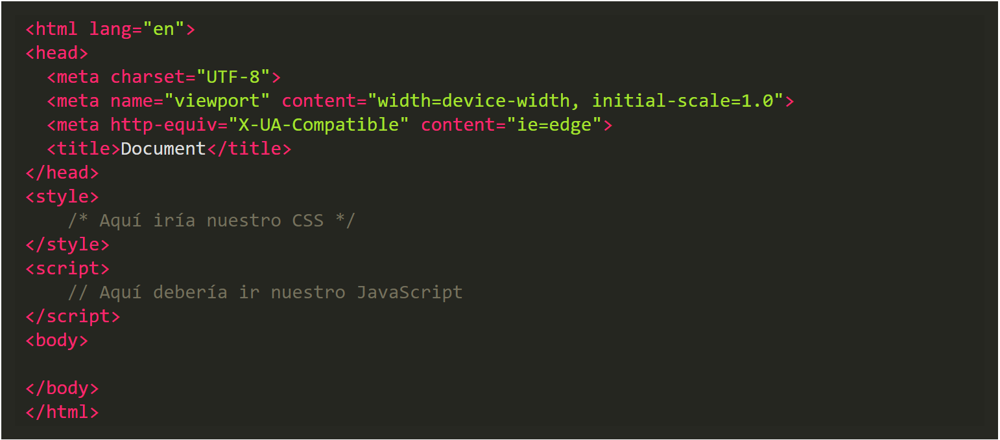 <html lang="en">
<head>
  <meta charset="UTF-8">
  <meta name="viewport" content="width=device-width, initial-scale=1.0">
  <meta http-equiv="X-UA-Compatible" content="ie=edge">
  <title>Document</title>
</head>
<style>
    /* Aquí iría nuestro CSS */
</style>
<script>
    // Aquí debería ir nuestro JavaScript
</script>
<body>

</body>
</html>